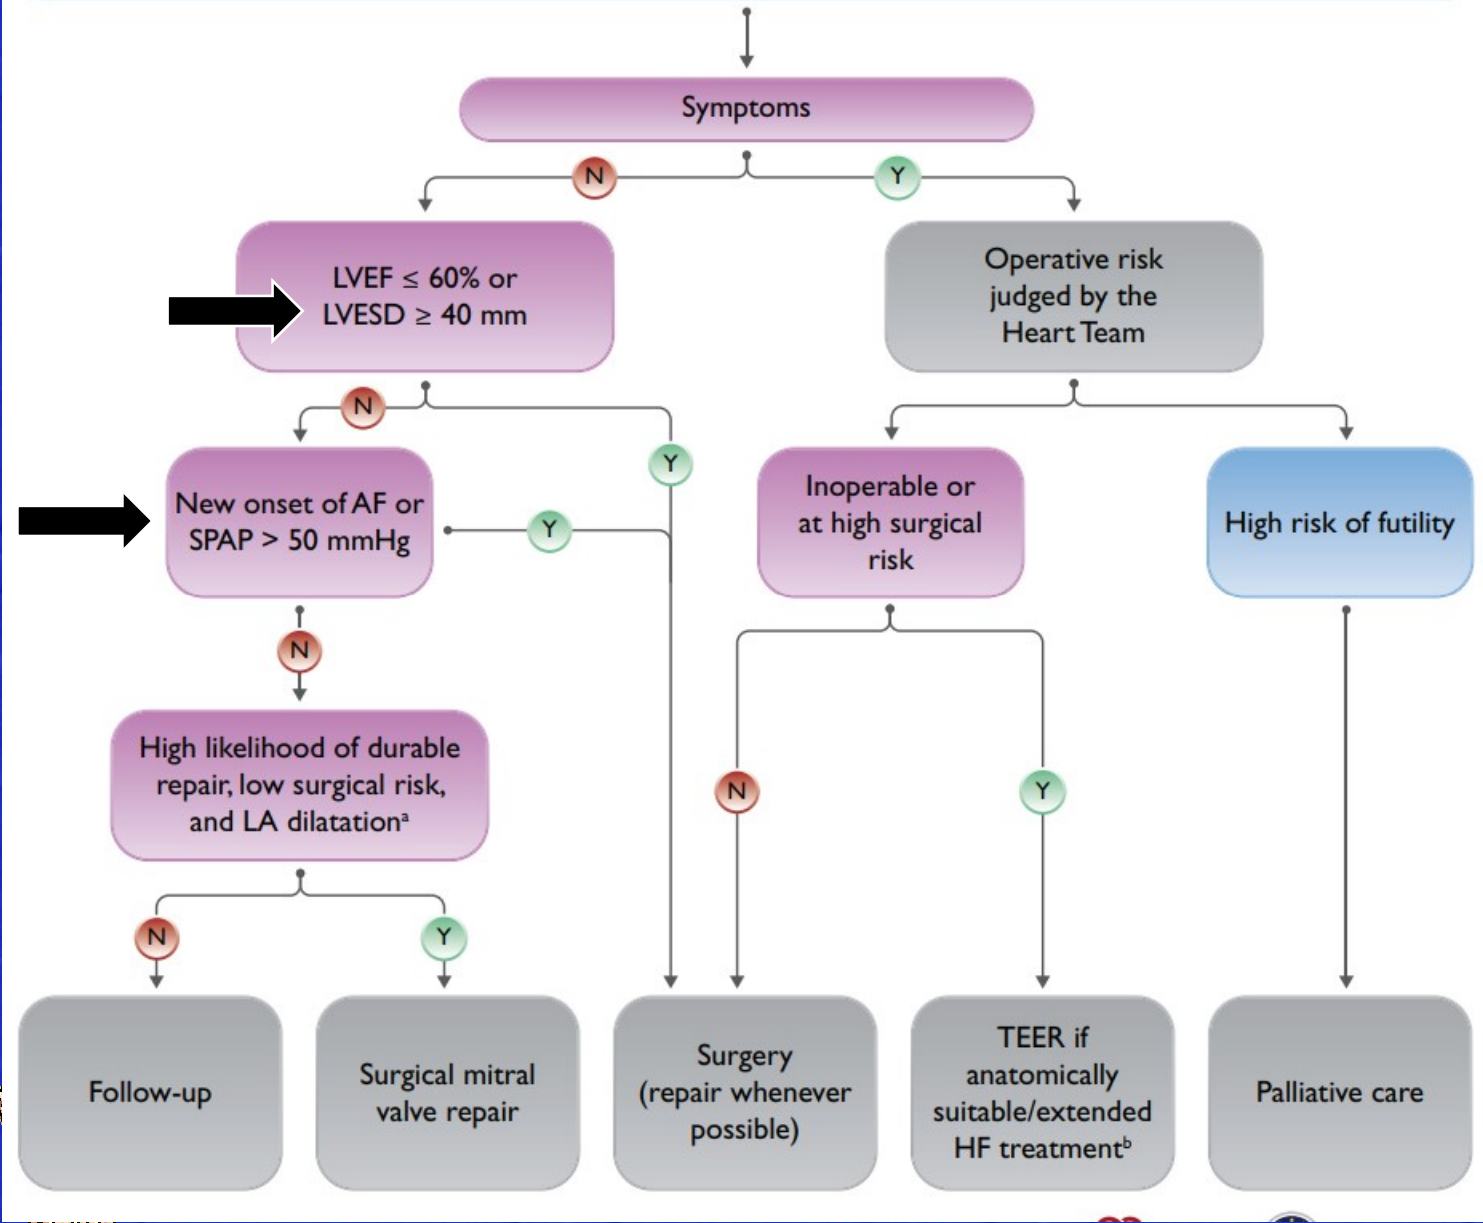 Symptoms
N
Y
LVEF ≤ 60% or
LVESD ≥ 40 mm
Operative risk
judged by the
Heart Team
N
Y
New onset of AF or
SPAP > 50 mmHg
Y
Inoperable or
at high surgical
risk
High risk of futility
N
High likelihood of durable
repair, low surgical risk,
and LA dilatationᵃ
N
Y
N
Y
Follow-up
Surgical mitral
valve repair
Surgery
(repair whenever
possible)
TEER if
anatomically
suitable/extended
HF treatmentᵇ
Palliative care